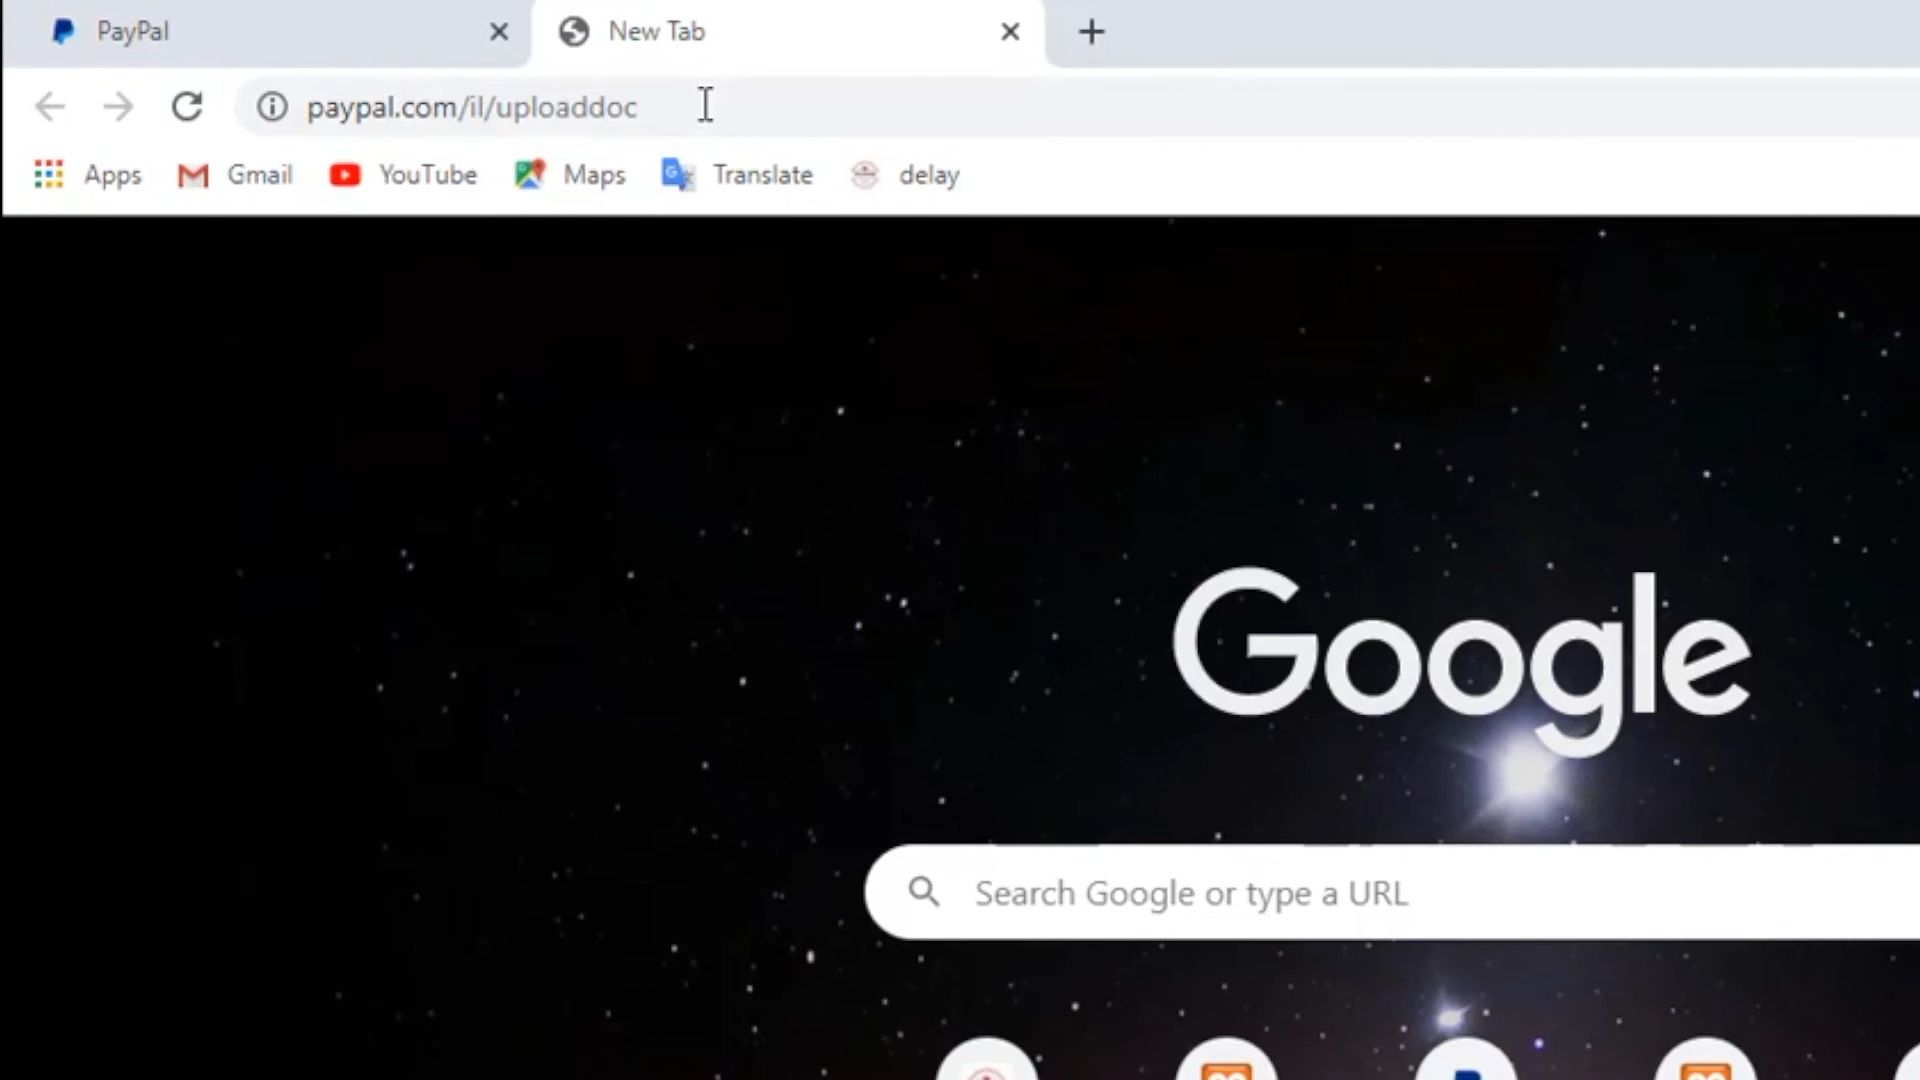 PayPal New Tab
paypal.com/il/uploaddoc
Apps Gmail YouTube Maps Translate delay
Google
Search Google or type a URL